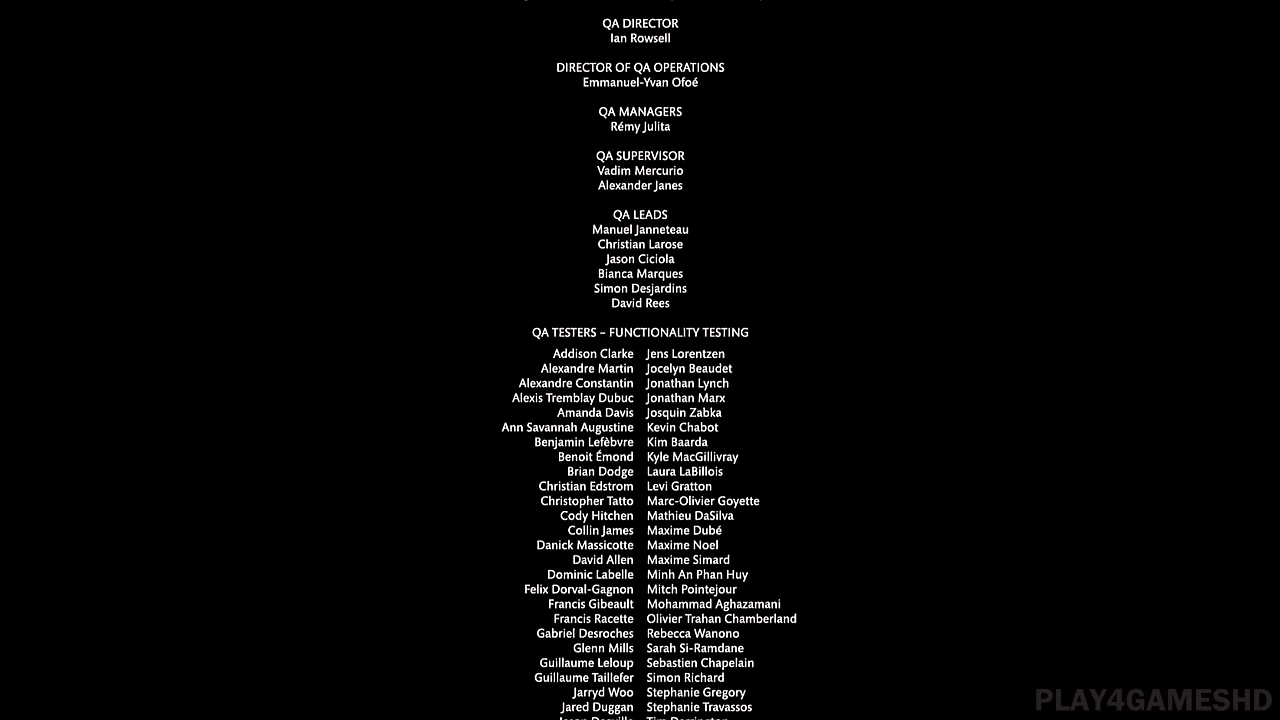 QA DIRECTOR
Ian Rowsell
DIRECTOR OF QA OPERATIONS
Emmanuel-Yvan Ofoé
QA MANAGERS
Rémy Julita
QA SUPERVISOR
Vadim Mercurio
Alexander Janes
QA LEADS
Manuel Janneteau
Christian Larose
Jason Ciciola
Bianca Marques
Simon Desjardins
David Rees
QA TESTERS – FUNCTIONALITY TESTING
Addison Clarke Jens Lorentzen
Alexandre Martin Jocelyn Beaudet
Alexandre Constantin Jonathan Lynch
Alexis Tremblay Dubuc Jonathan Marx
Amanda Davis Josquin Zabka
Ann Savannah Augustine Kevin Chabot
Benjamin Lefèbvre Kim Baarda
Benoit Émond Kyle MacGillivray
Brian Dodge Laura LaBillois
Christian Edstrom Levi Gratton
Christopher Tatto Marc-Olivier Goyette
Cody Hitchen Mathieu DaSilva
Collin James Maxime Dubé
Danick Massicotte Maxime Noel
David Allen Maxime Simard
Dominic Labelle Minh An Phan Huy
Felix Dorval-Gagnon Mitch Pointejour
Francis Gibeault Mohammad Aghazamani
Francis Racette Olivier Trahan Chamberland
Gabriel Desroches Rebecca Wanono
Glenn Mills Sarah Si-Ramdane
Guillaume Leloup Sebastien Chapelain
Guillaume Taillefer Simon Richard
Jarryd Woo Stephanie Gregory
Jared Duggan Stephanie Travassos
PLAY4GAMESHD